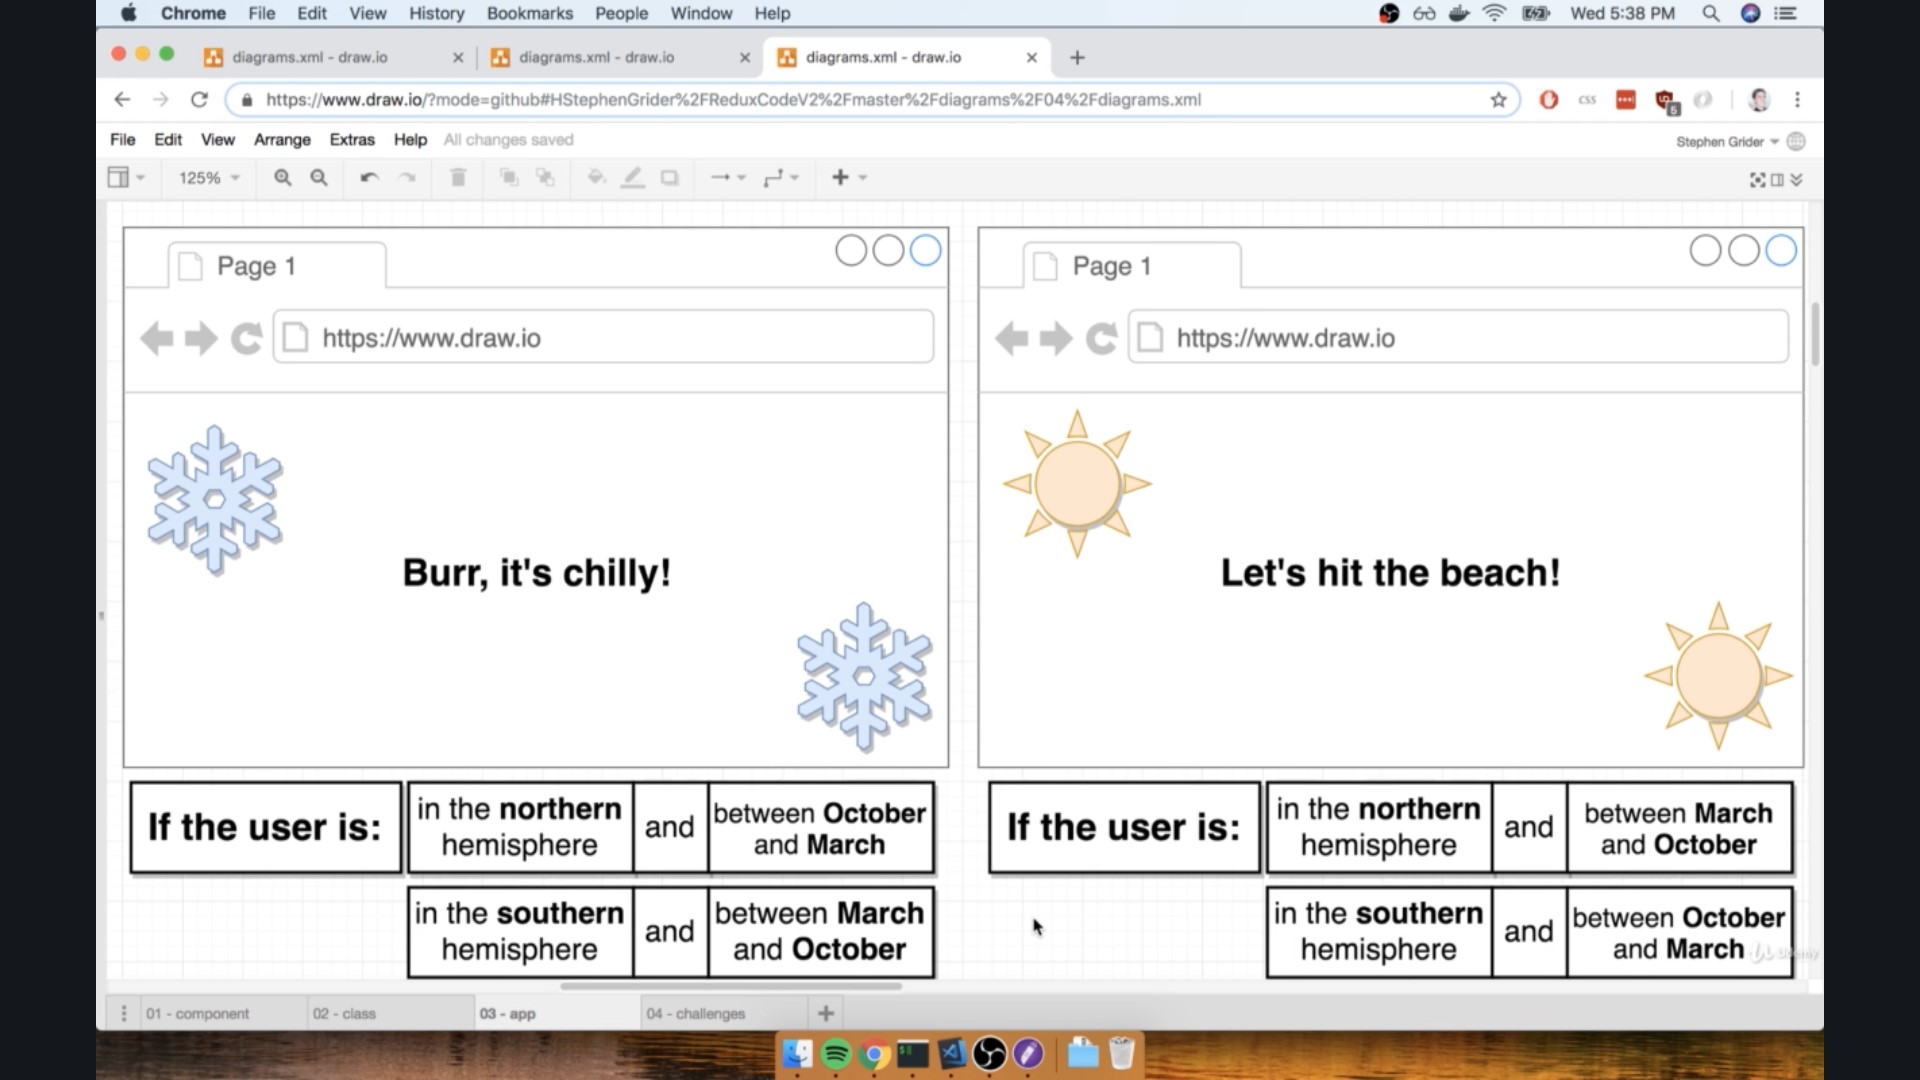 Chrome File Edit View History Bookmarks People Window Help Wed 5:38 PM
diagrams.xml - draw.io diagrams.xml - draw.io diagrams.xml - draw.io
https://www.draw.io/?mode=github#HStephenGrider%2FReduxCodeV2%2Fmaster%2Fdiagrams%2F04%2Fdiagrams.xml css 5
File Edit View Arrange Extras Help All changes saved Stephen Grider
125%
Page 1
https://www.draw.io
Burr, it's chilly!
If the user is:
in the northern
hemisphere
and
between October
and March
in the southern
hemisphere
and
between March
and October
Page 1
https://www.draw.io
Let's hit the beach!
If the user is:
in the northern
hemisphere
and
between March
and October
in the southern
hemisphere
and
between October
and March
Udemy
01 - component 02 - class 03 - app 04 - challenges